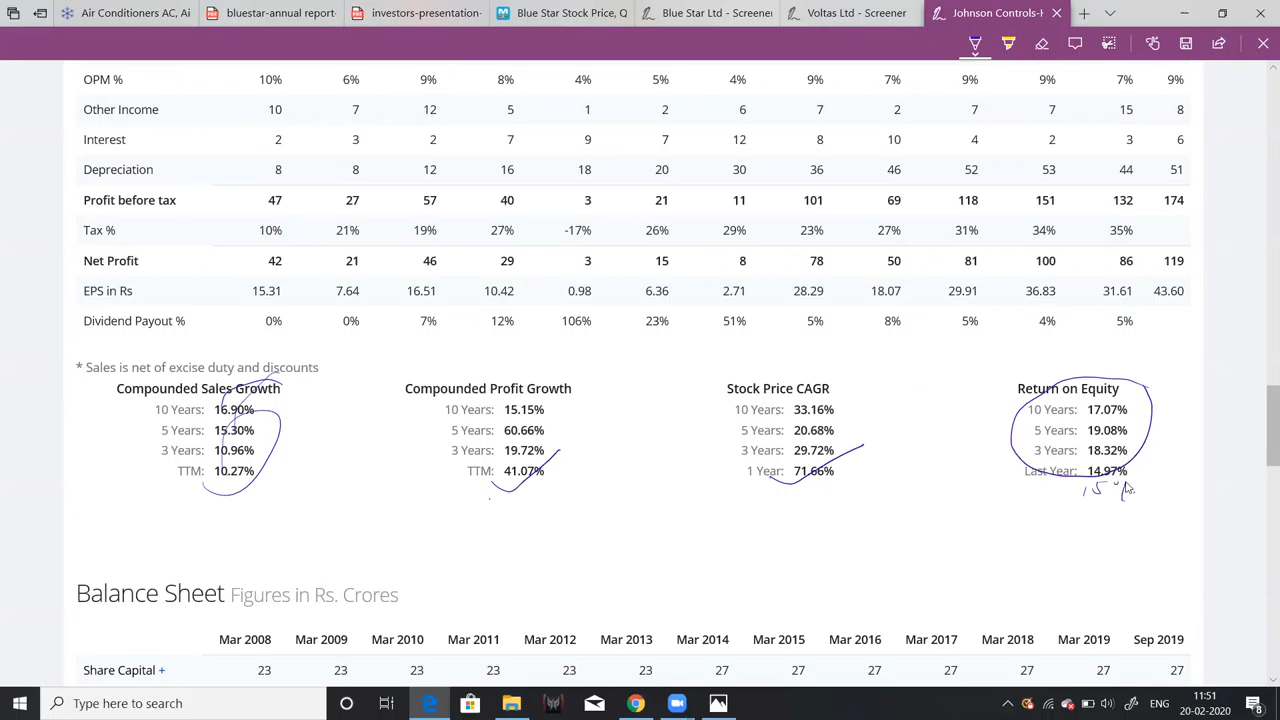 Air Conditioners AC, Ai
bluestar-annual report-
investors-presentation-
Blue Star Stock Price, Q
Blue Star Ltd - Screener
Voltas Ltd - Screener
Johnson Controls-H
OPM % 10% 6% 9% 8% 4% 5% 4% 9% 7% 9% 9% 7% 9%
Other Income 10 7 12 5 1 2 6 7 2 7 7 15 8
Interest 2 3 2 7 9 7 12 8 10 4 2 3 6
Depreciation 8 8 12 16 18 20 30 36 46 52 53 44 51
Profit before tax 47 27 57 40 3 21 11 101 69 118 151 132 174
Tax % 10% 21% 19% 27% -17% 26% 29% 23% 27% 31% 34% 35%
Net Profit 42 21 46 29 3 15 8 78 50 81 100 86 119
EPS in Rs 15.31 7.64 16.51 10.42 0.98 6.36 2.71 28.29 18.07 29.91 36.83 31.61 43.60
Dividend Payout % 0% 0% 7% 12% 106% 23% 51% 5% 8% 5% 4% 5%
* Sales is net of excise duty and discounts
Compounded Sales Growth
10 Years: 16.90%
5 Years: 15.30%
3 Years: 10.96%
TTM: 10.27%
Compounded Profit Growth
10 Years: 15.15%
5 Years: 60.66%
3 Years: 19.72%
TTM: 41.07%
Stock Price CAGR
10 Years: 33.16%
5 Years: 20.68%
3 Years: 29.72%
1 Year: 71.66%
Return on Equity
10 Years: 17.07%
5 Years: 19.08%
3 Years: 18.32%
Last Year: 14.97%
15%
Balance Sheet Figures in Rs. Crores
Mar 2008 Mar 2009 Mar 2010 Mar 2011 Mar 2012 Mar 2013 Mar 2014 Mar 2015 Mar 2016 Mar 2017 Mar 2018 Mar 2019 Sep 2019
Share Capital + 23 23 23 23 23 23 27 27 27 27 27 27 27
Type here to search
ENG
11:51
20-02-2020
8